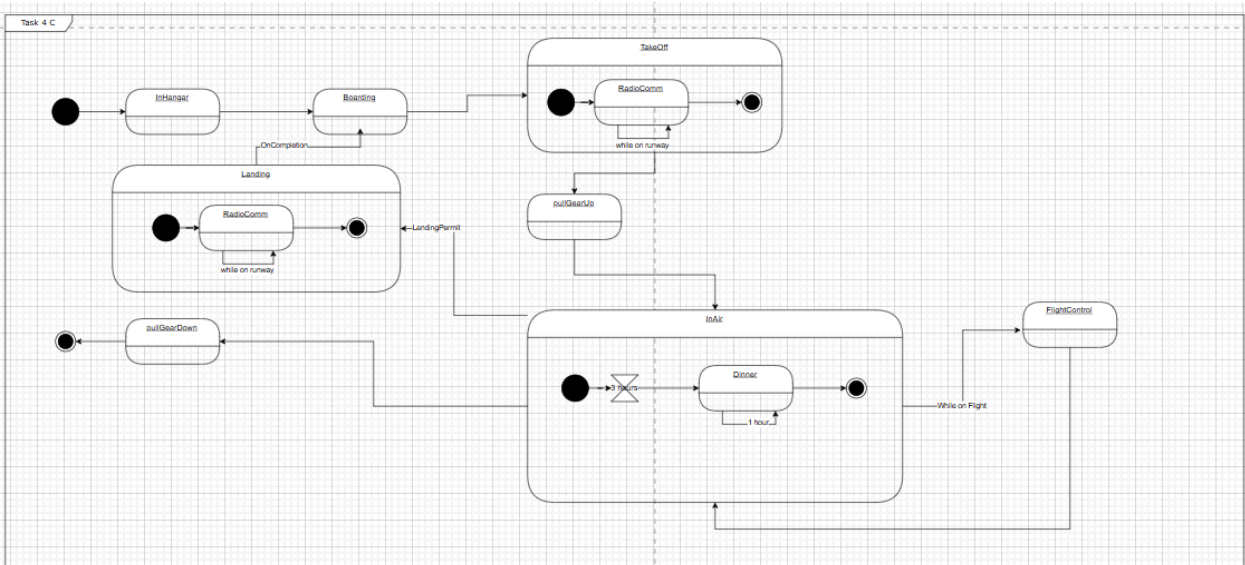 Task 4 C
TakeOff
InHangar
Boarding
RadioComm
while on runway
OnCompletion
Landing
pullGearUp
RadioComm
LandingPermit
while on runway
InAir
FlightControl
pullGearDown
Dinner
3 hours
1 hour
While on Flight